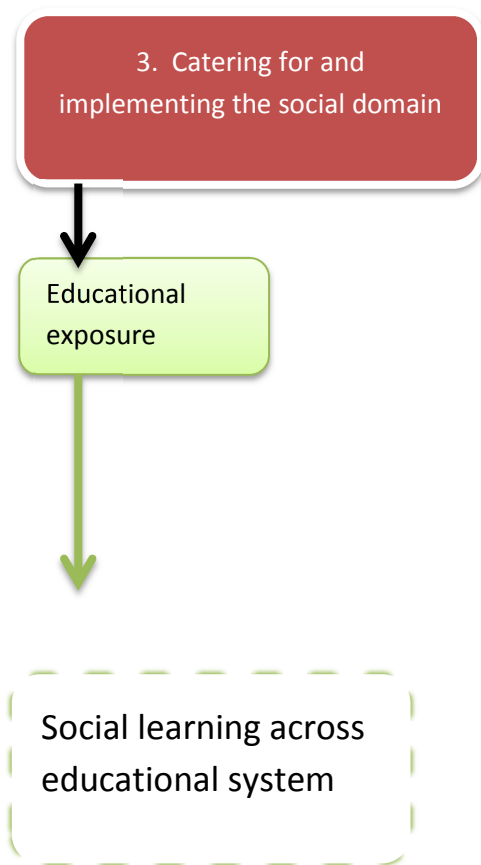 3. Catering for and
implementing the social domain
Educational
exposure
Social learning across
educational system